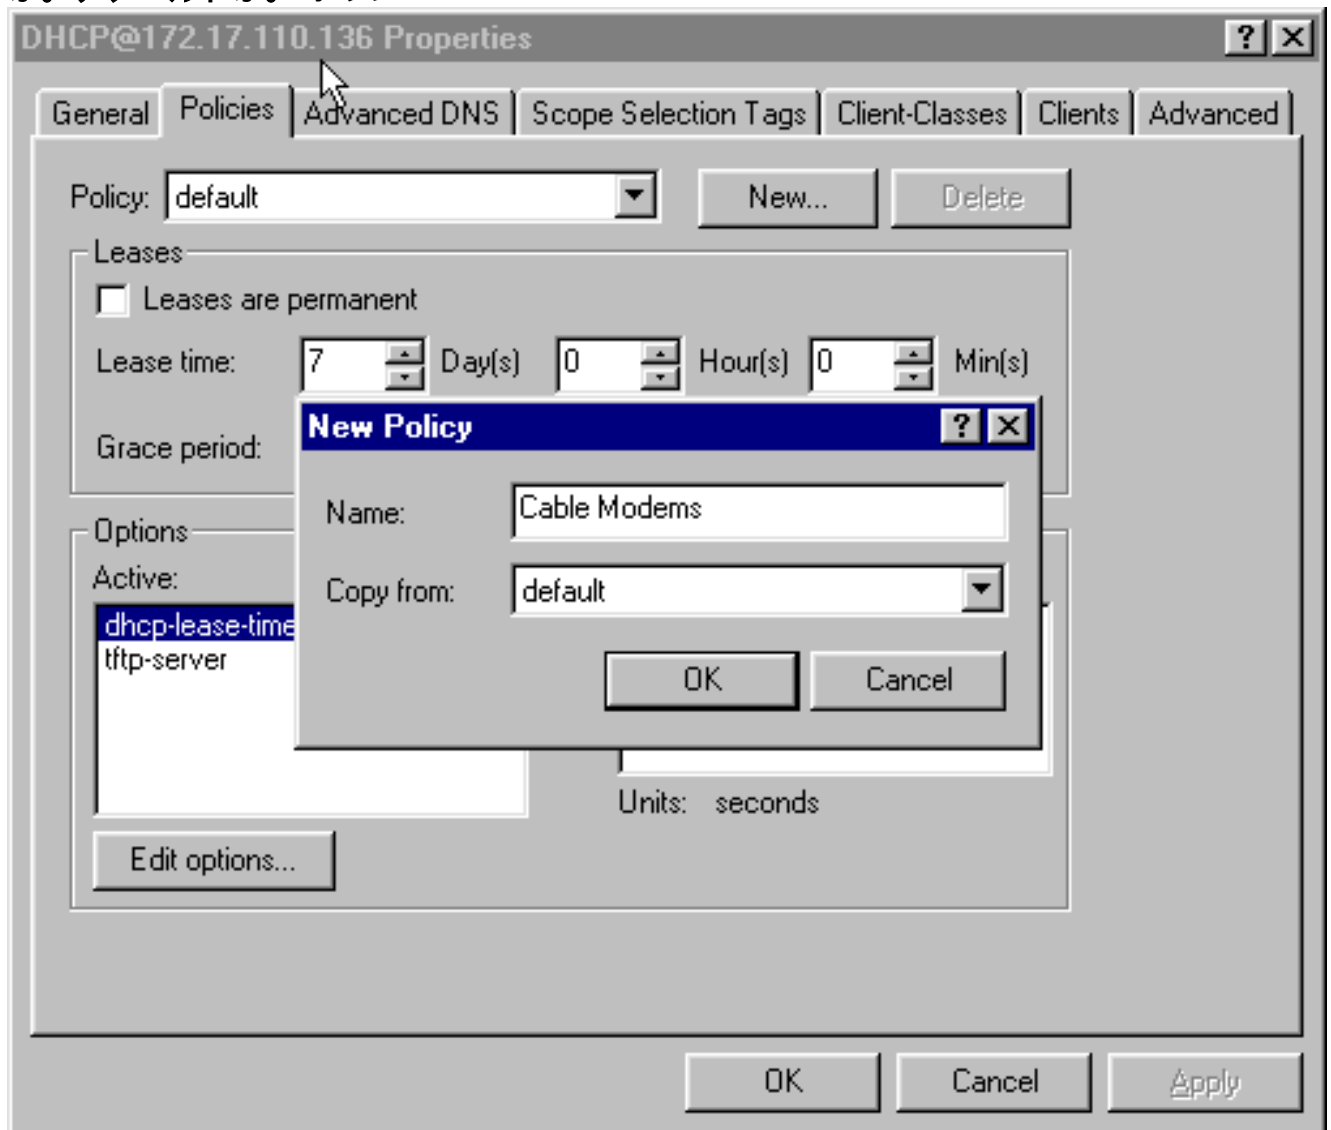 DHCP@172.17.110.136 Properties
General Policies Advanced DNS Scope Selection Tags Client-Classes Clients Advanced
Policy: default New... Delete
Leases
Leases are permanent
Lease time: 7 Day(s) 0 Hour(s) 0 Min(s)
Grace period:
New Policy
Name: Cable Modems
Copy from: default
OK Cancel
Options
Active:
dhcp-lease-time
tftp-server
Units: seconds
Edit options...
OK Cancel Apply